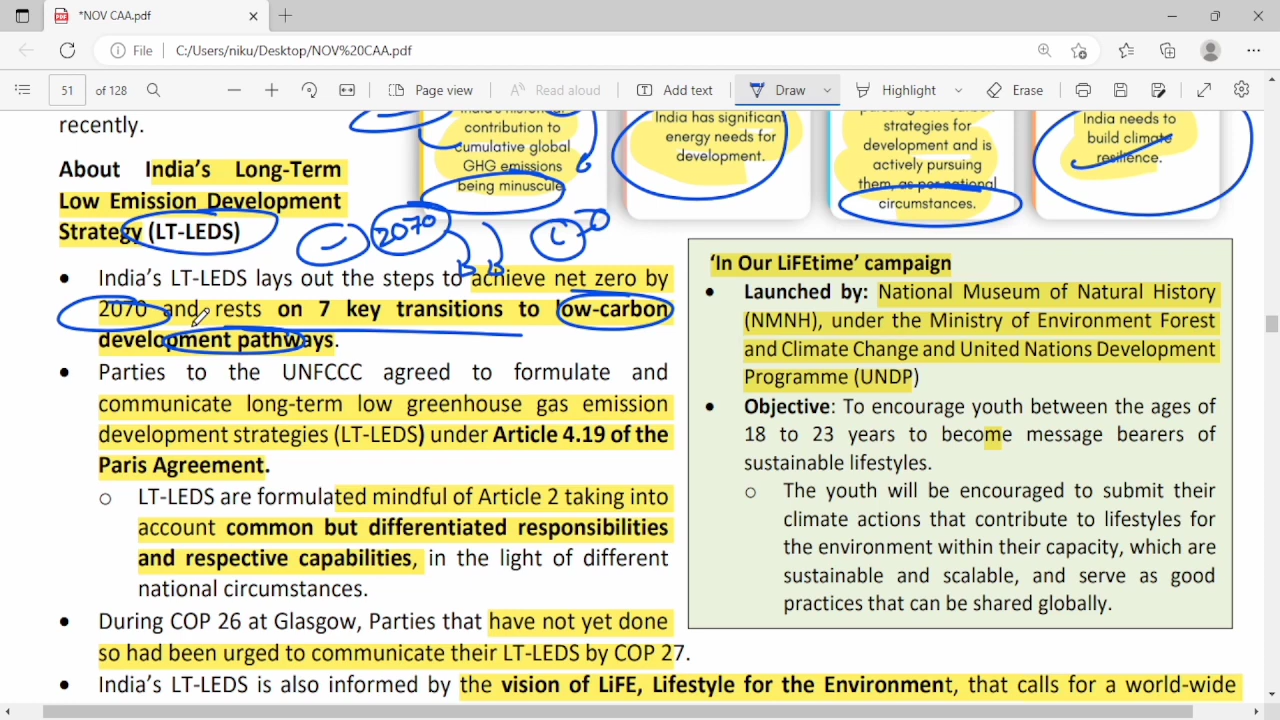 *NOV CAA.pdf
File
C:/Users/niku/Desktop/NOV%20CAA.pdf
51 of 128
Page view
Read aloud
Add text
Draw
Highlight
Erase
recently.
contribution to
cumulative global
GHG emissions
being minuscule.
India has significant
energy needs for
development.
strategies for
development and is
actively pursuing
them, as per national
circumstances.
India needs to
build climate
resilience.
About India's Long-Term
Low Emission Development
Strategy (LT-LEDS)
2070
• India's LT-LEDS lays out the steps to achieve net zero by
2070 and rests on 7 key transitions to low-carbon
development pathways.
• Parties to the UNFCCC agreed to formulate and
communicate long-term low greenhouse gas emission
development strategies (LT-LEDS) under Article 4.19 of the
Paris Agreement.
o LT-LEDS are formulated mindful of Article 2 taking into
account common but differentiated responsibilities
and respective capabilities, in the light of different
national circumstances.
• During COP 26 at Glasgow, Parties that have not yet done
so had been urged to communicate their LT-LEDS by COP 27.
• India's LT-LEDS is also informed by the vision of LiFE, Lifestyle for the Environment, that calls for a world-wide
'In Our LiFEtime' campaign
• Launched by: National Museum of Natural History
(NMNH), under the Ministry of Environment Forest
and Climate Change and United Nations Development
Programme (UNDP)
• Objective: To encourage youth between the ages of
18 to 23 years to become message bearers of
sustainable lifestyles.
o The youth will be encouraged to submit their
climate actions that contribute to lifestyles for
the environment within their capacity, which are
sustainable and scalable, and serve as good
practices that can be shared globally.